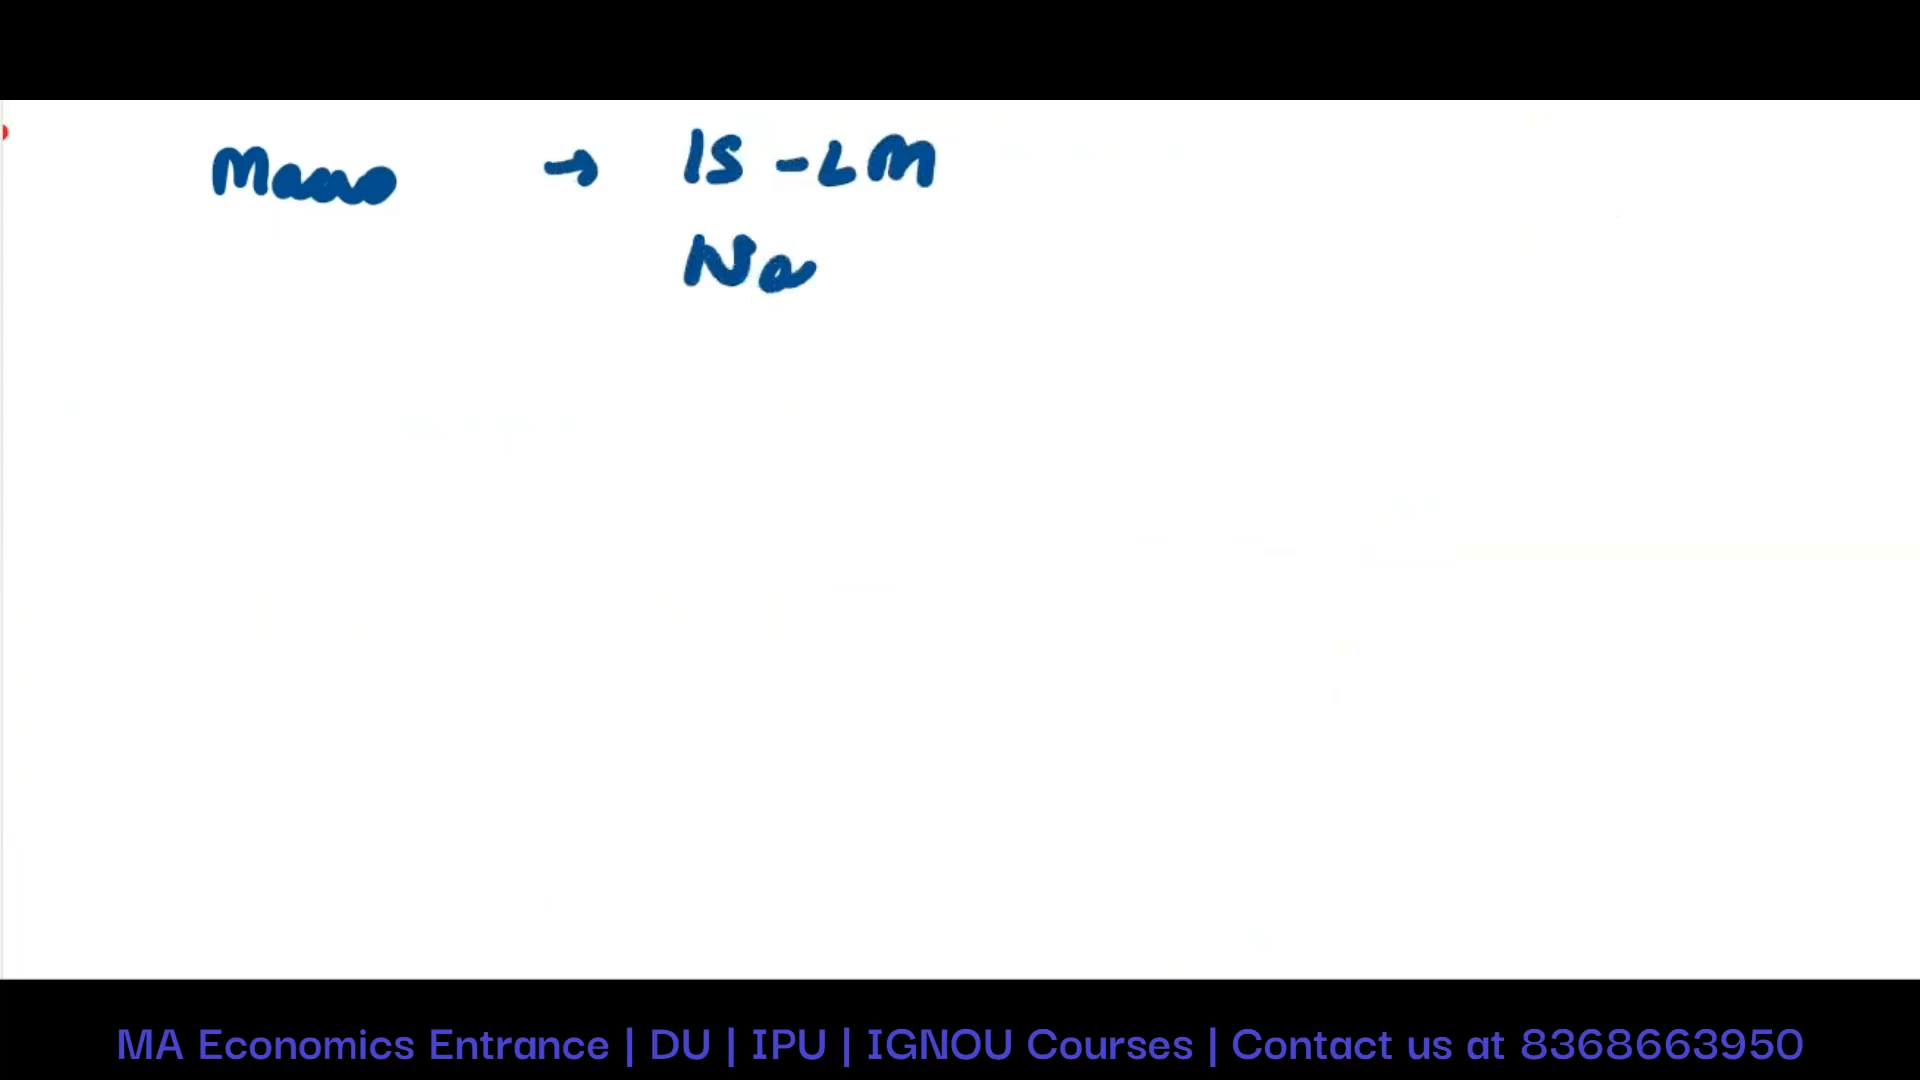 Macro → IS - LM
Na
MA Economics Entrance | DU | IPU | IGNOU Courses | Contact us at 8368663950